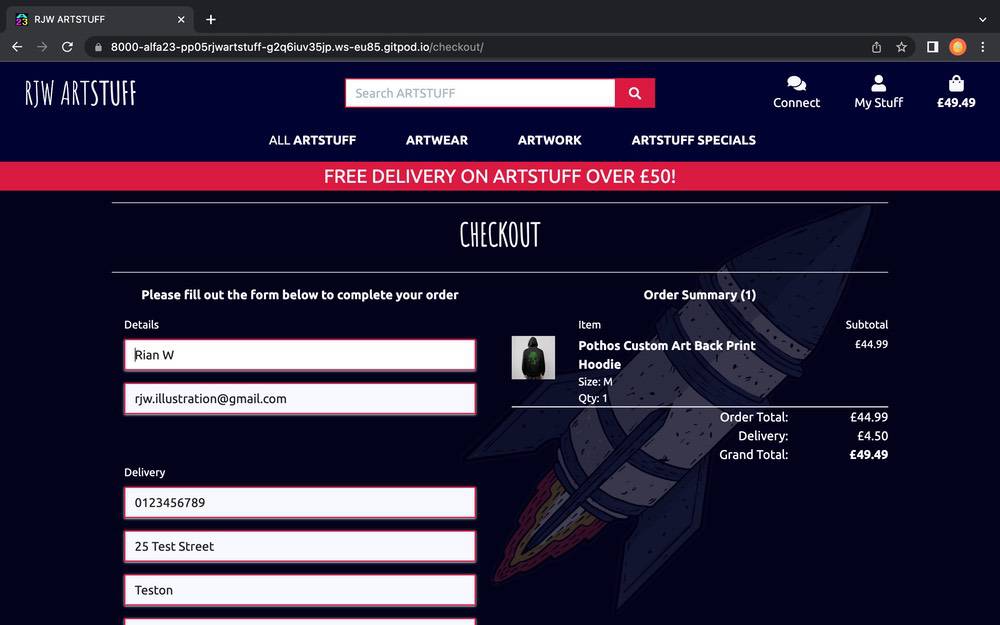 RJW ARTSTUFF
8000-alfa23-pp05rjwartstuff-g2q6iuv35jp.ws-eu85.gitpod.io/checkout/
RJW ARTSTUFF
Search ARTSTUFF
Connect
My Stuff
£49.49
ALL ARTSTUFF
ARTWEAR
ARTWORK
ARTSTUFF SPECIALS
FREE DELIVERY ON ARTSTUFF OVER £50!
CHECKOUT
Please fill out the form below to complete your order
Details
Rian W
rjw.illustration@gmail.com
Delivery
0123456789
25 Test Street
Teston
Order Summary (1)
Item
Subtotal
Pothos Custom Art Back Print
Hoodie
£44.99
Size: M
Qty: 1
Order Total: £44.99
Delivery: £4.50
Grand Total: £49.49